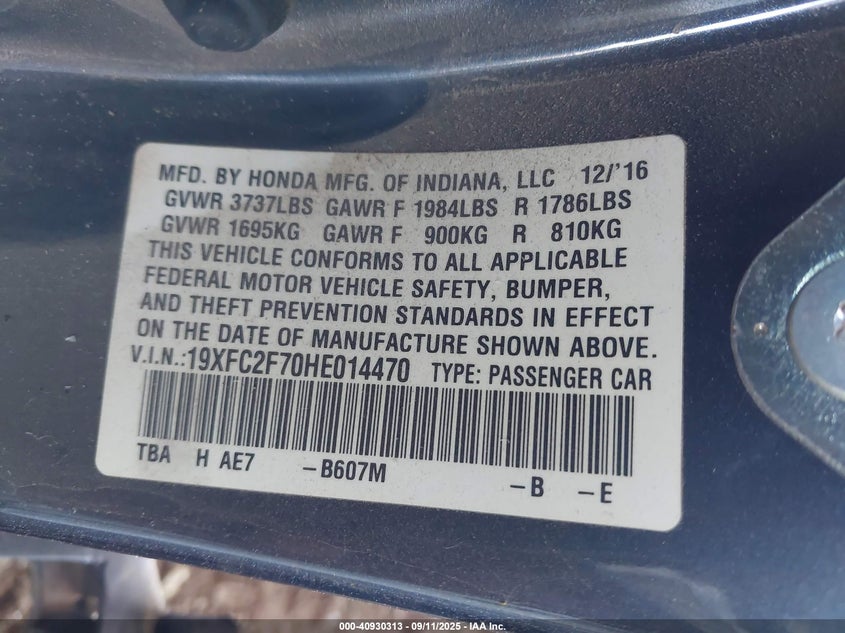 MFD. BY HONDA MFG. OF INDIANA, LLC 12/'16
GVWR 3737LBS GAWR F 1984LBS R 1786LBS
GVWR 1695KG GAWR F 900KG R 810KG
THIS VEHICLE CONFORMS TO ALL APPLICABLE
FEDERAL MOTOR VEHICLE SAFETY, BUMPER,
AND THEFT PREVENTION STANDARDS IN EFFECT
ON THE DATE OF MANUFACTURE SHOWN ABOVE.
V.I.N.:19XFC2F70HE014470 TYPE: PASSENGER CAR
TBA H AE7 -B607M -B -E
000-40930313 - 09/11/2025 - IAA, Inc.